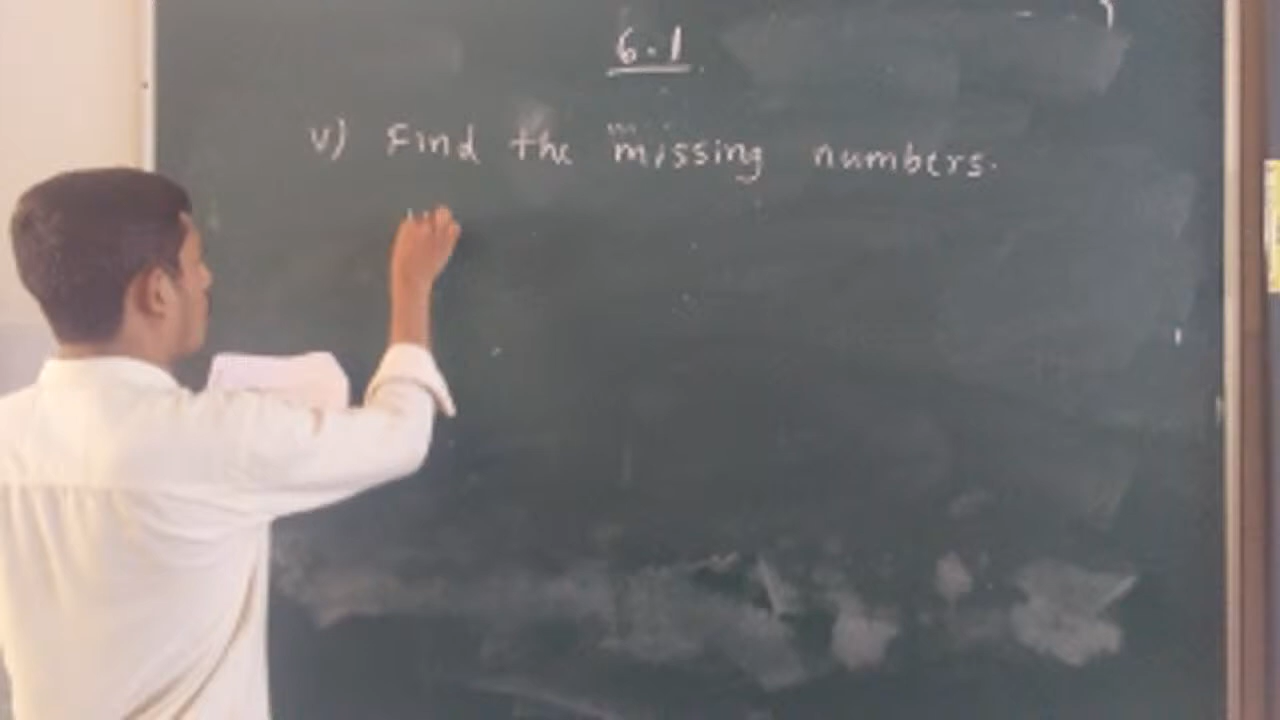 6.1
v) Find the missing numbers.